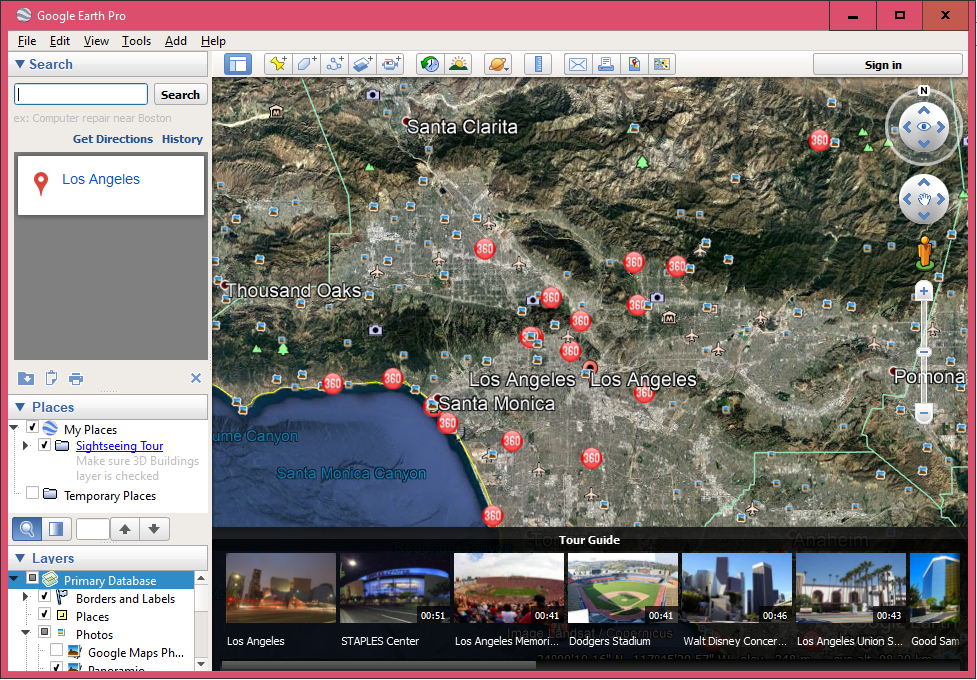 Google Earth Pro
File Edit View Tools Add Help
Search
Sign in
Search
ex: Computer repair near Boston
Get Directions History
Los Angeles
Places
My Places
Sightseeing Tour
Make sure 3D Buildings
layer is checked
Temporary Places
Layers
Primary Database
Borders and Labels
Places
Photos
Google Maps Ph...
Panoramio
N
Santa Clarita
360
360
360
360
Thousand Oaks
360
360
360
360
360
Los Angeles
Los Angeles
Pomona
360
360
360
Santa Monica
360
ume Canyon
360
Santa Monica Canyon
360
360
Tour Guide
Anaheim
Los Angeles
00:51
STAPLES Center
00:41
Los Angeles Memori...
00:41
Dodgers Stadium
00:46
Walt Disney Concer...
00:43
Los Angeles Union S...
Good Sam
Image Landsat / Copernicus